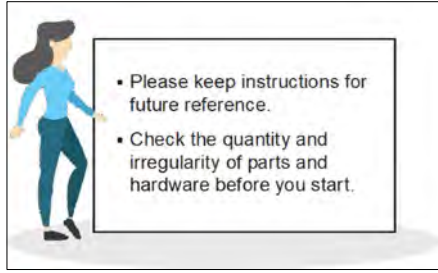 ▪ Please keep instructions for
future reference.
▪ Check the quantity and
irregularity of parts and
hardware before you start.